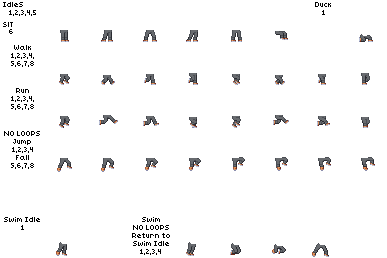 IdleS
1,2,3,4,5
Duck
1
SIT
6
Walk
1,2,3,4,
5,6,7,8
Run
1,2,3,4,
5,6,7,8
NO LOOPS
Jump
1,2,3,4
Fall
5,6,7,8
Swim Idle
1
Swim
NO LOOPS
Return to
Swim Idle
1,2,3,4